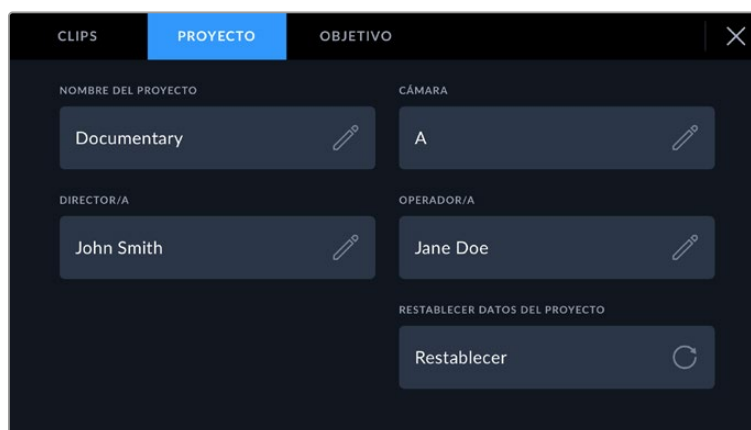 CLIPS PROYECTO OBJETIVO
NOMBRE DEL PROYECTO CÁMARA
Documentary A
DIRECTOR/A OPERADOR/A
John Smith Jane Doe
RESTABLECER DATOS DEL PROYECTO
Restablecer